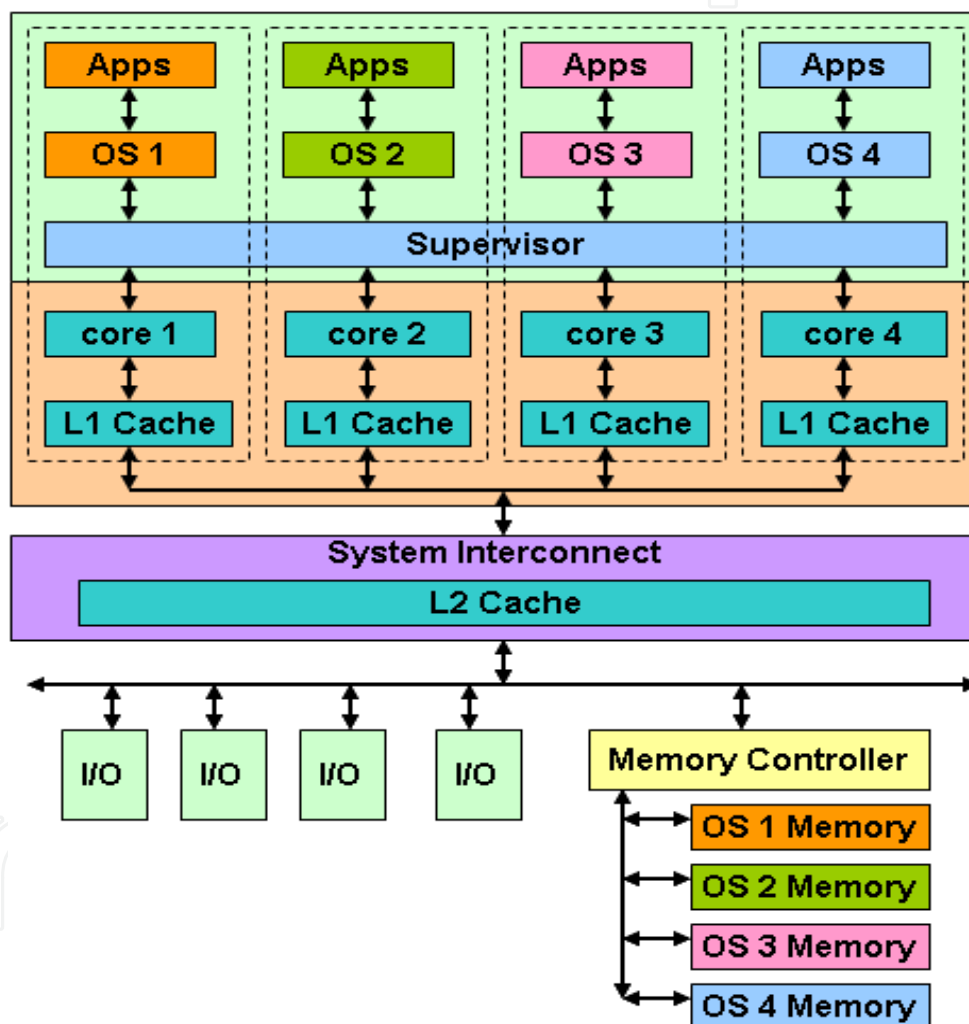 Apps
Apps
Apps
Apps
OS 1
OS 2
OS 3
OS 4
Supervisor
core 1
core 2
core 3
core 4
L1 Cache
L1 Cache
L1 Cache
L1 Cache
System Interconnect
L2 Cache
I/O
I/O
I/O
I/O
Memory Controller
OS 1 Memory
OS 2 Memory
OS 3 Memory
OS 4 Memory